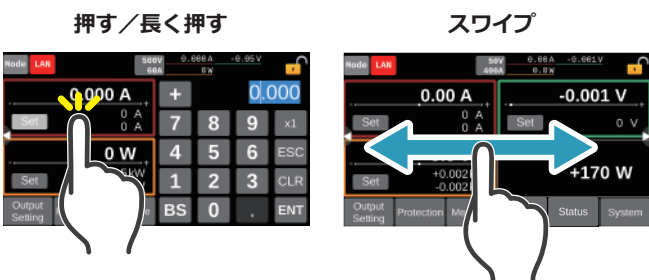 押す／長く押す
スワイプ
Node LAN
500V
60A
0.000A -0.05V
0W
0.000 A
Set
0 A
0 A
0 W
Set
Output
Setting
+ 0.000
7 8 9 x1
4 5 6 ESC
1 2 3 CLR
BS 0 . ENT
Node LAN
50V
400A
0.00A -0.001V
0.0W
0.00 A
Set
0 A
0 A
-0.001 V
Set
0 V
Set
+0.002
-0.002
+170 W
Output
Setting
Protection
Status
System